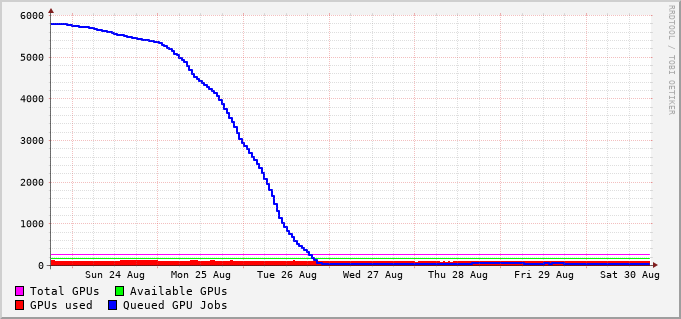 6000
5000
4000
3000
2000
1000
0
Sun 24 Aug Mon 25 Aug Tue 26 Aug Wed 27 Aug Thu 28 Aug Fri 29 Aug Sat 30 Aug
Total GPUs Available GPUs
GPUs used Queued GPU Jobs
RRDTOOL / TOBI OETIKER